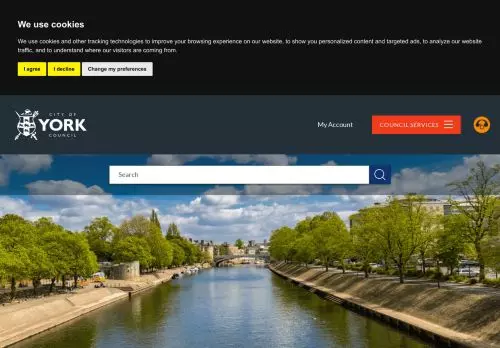 We use cookies
We use cookies and other tracking technologies to improve your browsing experience on our website, to show you personalized content and targeted ads, to analyze our website
traffic, and to understand where our visitors are coming from.
I agree
I decline
Change my preferences
CITY OF
YORK
COUNCIL
My Account
COUNCIL SERVICES
Search